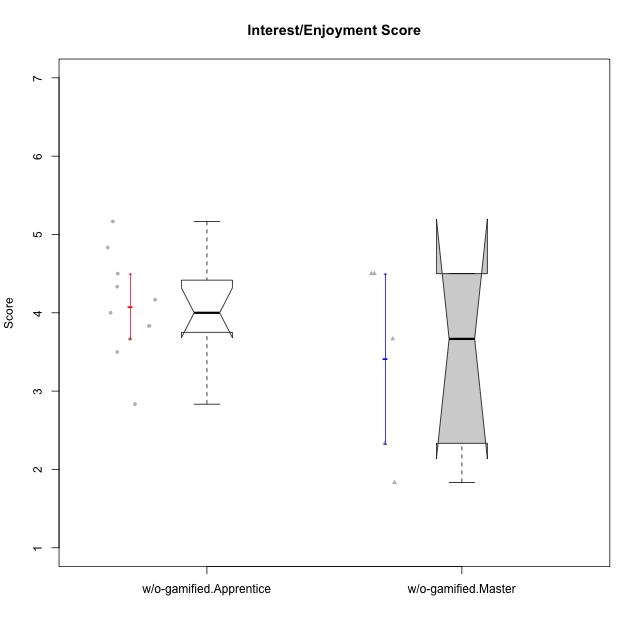 Interest/Enjoyment Score
7
6
5
4
3
2
1
Score
w/o-gamified.Apprentice
w/o-gamified.Master